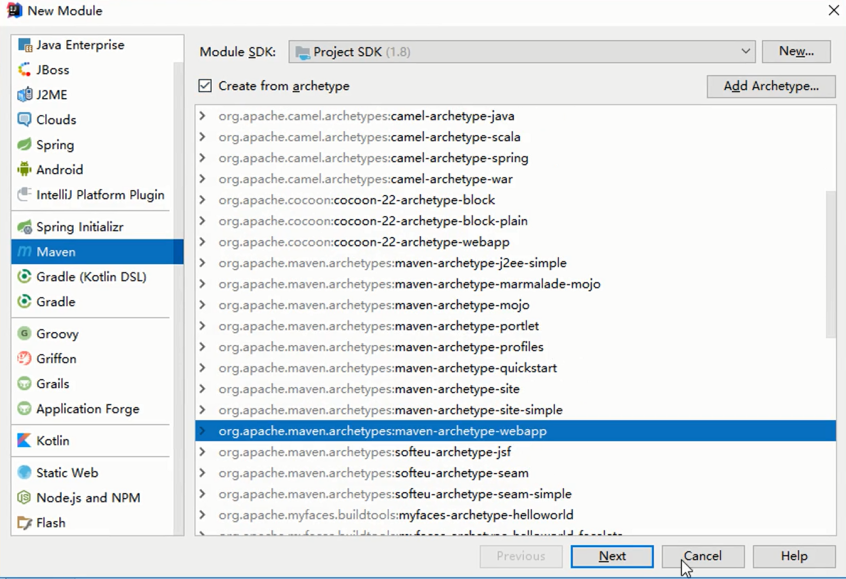 New Module
Java Enterprise
JBoss
J2ME
Clouds
Spring
Android
IntelliJ Platform Plugin
Spring Initializr
Maven
Gradle (Kotlin DSL)
Gradle
Groovy
Griffon
Grails
Application Forge
Kotlin
Static Web
Node.js and NPM
Flash
Module SDK: Project SDK (1.8) New...
Create from archetype Add Archetype...
org.apache.camel.archetypes:camel-archetype-java
org.apache.camel.archetypes:camel-archetype-scala
org.apache.camel.archetypes:camel-archetype-spring
org.apache.camel.archetypes:camel-archetype-war
org.apache.cocoon:cocoon-22-archetype-block
org.apache.cocoon:cocoon-22-archetype-block-plain
org.apache.cocoon:cocoon-22-archetype-webapp
org.apache.maven.archetypes:maven-archetype-j2ee-simple
org.apache.maven.archetypes:maven-archetype-marmalade-mojo
org.apache.maven.archetypes:maven-archetype-mojo
org.apache.maven.archetypes:maven-archetype-portlet
org.apache.maven.archetypes:maven-archetype-profiles
org.apache.maven.archetypes:maven-archetype-quickstart
org.apache.maven.archetypes:maven-archetype-site
org.apache.maven.archetypes:maven-archetype-site-simple
org.apache.maven.archetypes:maven-archetype-webapp
org.apache.maven.archetypes:softeu-archetype-jsf
org.apache.maven.archetypes:softeu-archetype-seam
org.apache.maven.archetypes:softeu-archetype-seam-simple
org.apache.myfaces.buildtools:myfaces-archetype-helloworld
org.apache.myfaces.buildtools:myfaces-archetype-helloworld-facelets
Previous Next Cancel Help